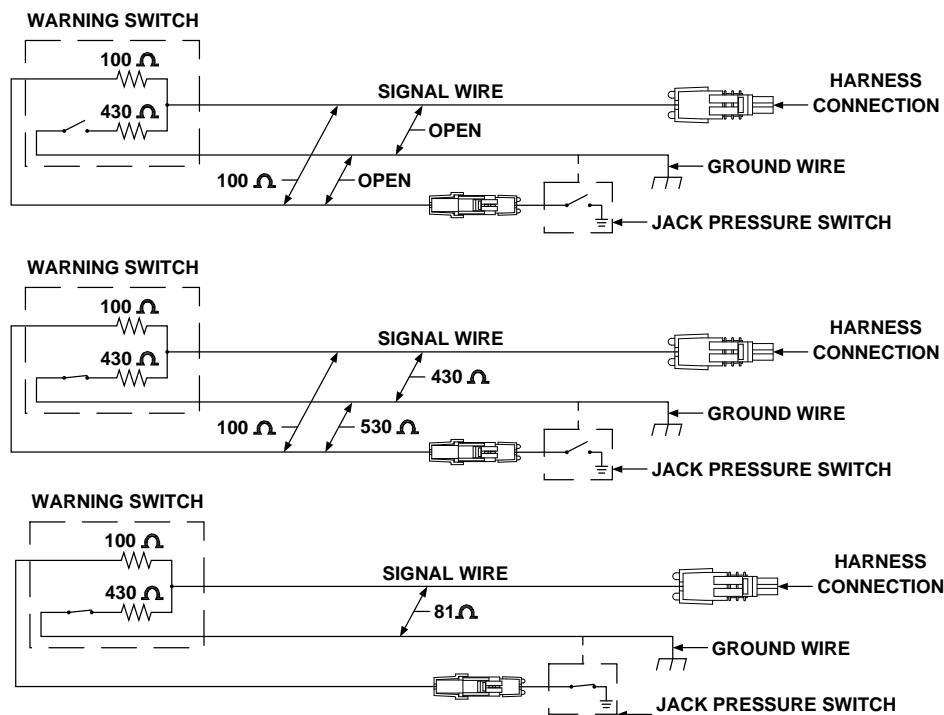 WARNING SWITCH
100 Ω
430 Ω
SIGNAL WIRE
HARNESS
CONNECTION
OPEN
100 Ω
OPEN
GROUND WIRE
JACK PRESSURE SWITCH
WARNING SWITCH
100 Ω
430 Ω
SIGNAL WIRE
HARNESS
CONNECTION
430 Ω
100 Ω
530 Ω
GROUND WIRE
JACK PRESSURE SWITCH
WARNING SWITCH
100 Ω
430 Ω
SIGNAL WIRE
HARNESS
CONNECTION
81Ω
GROUND WIRE
JACK PRESSURE SWITCH